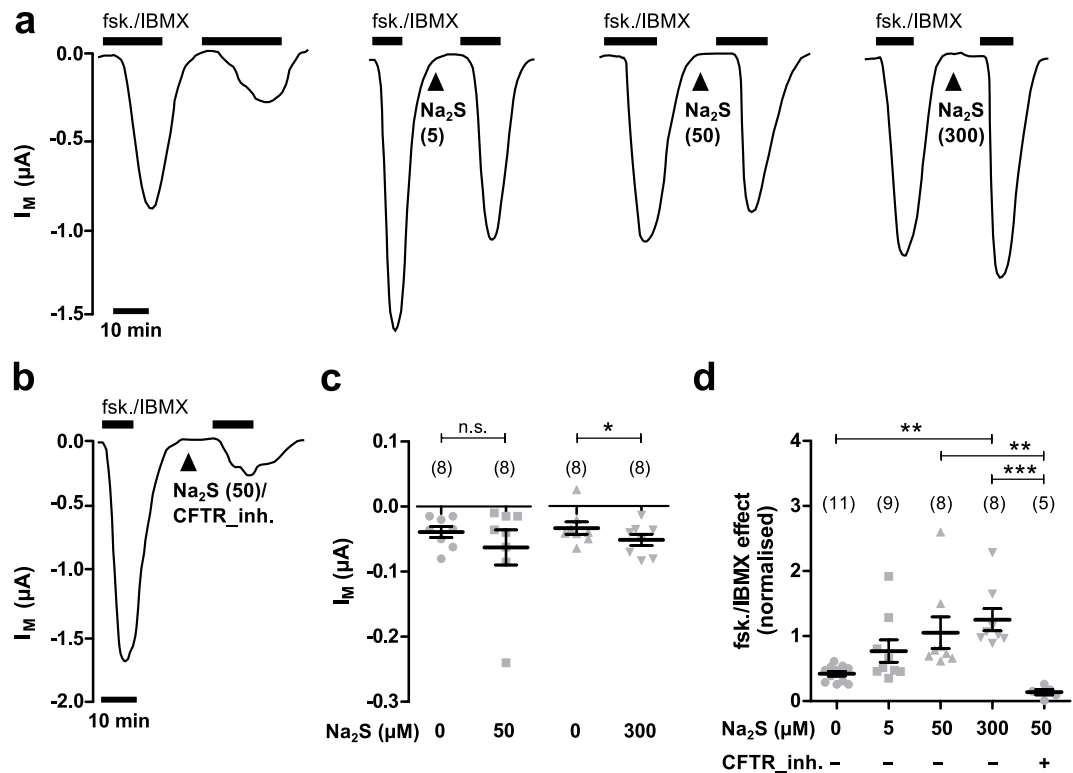 a
fsk./IBMX fsk./IBMX fsk./IBMX fsk./IBMX
0.0
-0.5
-1.0
-1.5
I_M (µA)
Na₂S (5)
Na₂S (50)
Na₂S (300)
10 min
b
fsk./IBMX
0.0
-0.5
-1.0
-1.5
-2.0
I_M (µA)
Na₂S (50)/
CFTR_inh.
10 min
c
n.s. *
(8) (8) (8) (8)
0.1
0.0
-0.1
-0.2
-0.3
I_M (µA)
Na₂S (µM) 0 50 0 300
d
**
**
***
(11) (9) (8) (8) (5)
4
3
2
1
0
fsk./IBMX effect
(normalised)
Na₂S (µM) 0 5 50 300 50
CFTR_inh. – – – – +